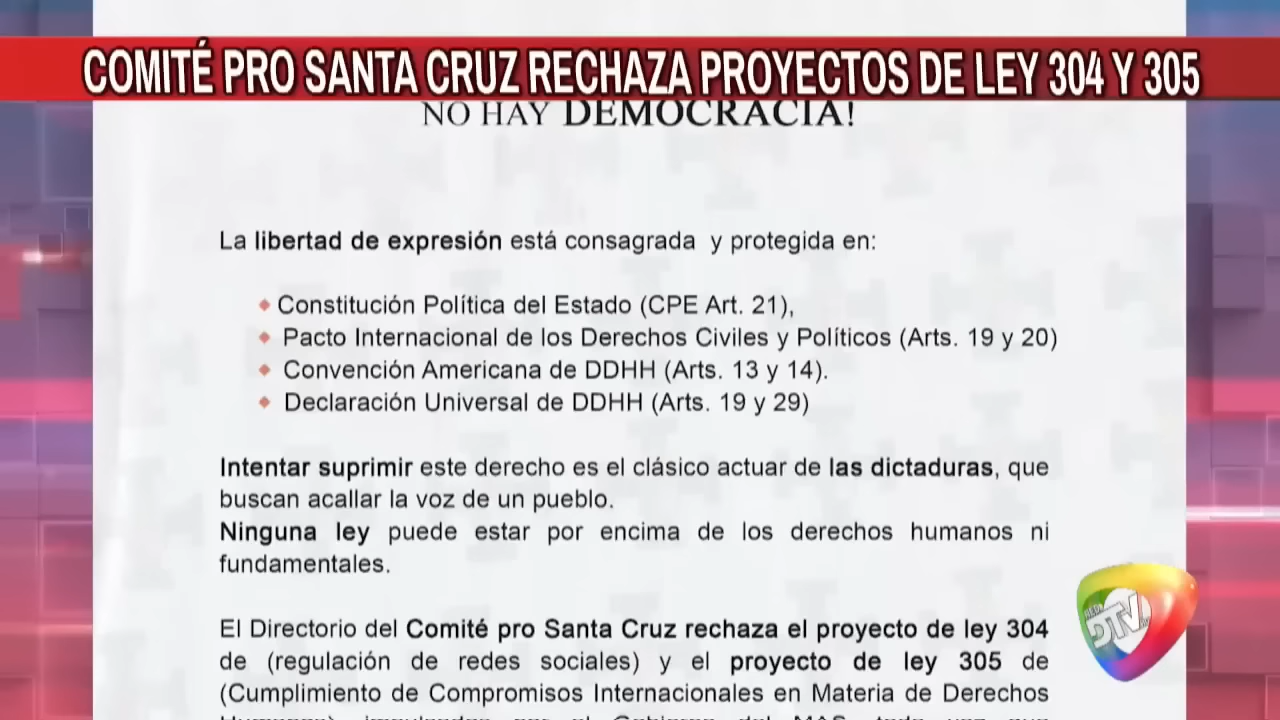 COMITÉ PRO SANTA CRUZ RECHAZA PROYECTOS DE LEY 304 Y 305
NO HAY DEMOCRACIA!
La libertad de expresión está consagrada y protegida en:
Constitución Política del Estado (CPE Art. 21),
Pacto Internacional de los Derechos Civiles y Políticos (Arts. 19 y 20)
Convención Americana de DDHH (Arts. 13 y 14).
Declaración Universal de DDHH (Arts. 19 y 29)
Intentar suprimir este derecho es el clásico actuar de las dictaduras, que
buscan acallar la voz de un pueblo.
Ninguna ley puede estar por encima de los derechos humanos ni
fundamentales.
El Directorio del Comité pro Santa Cruz rechaza el proyecto de ley 304
de (regulación de redes sociales) y el proyecto de ley 305 de
(Cumplimiento de Compromisos Internacionales en Materia de Derechos
RED
DTV